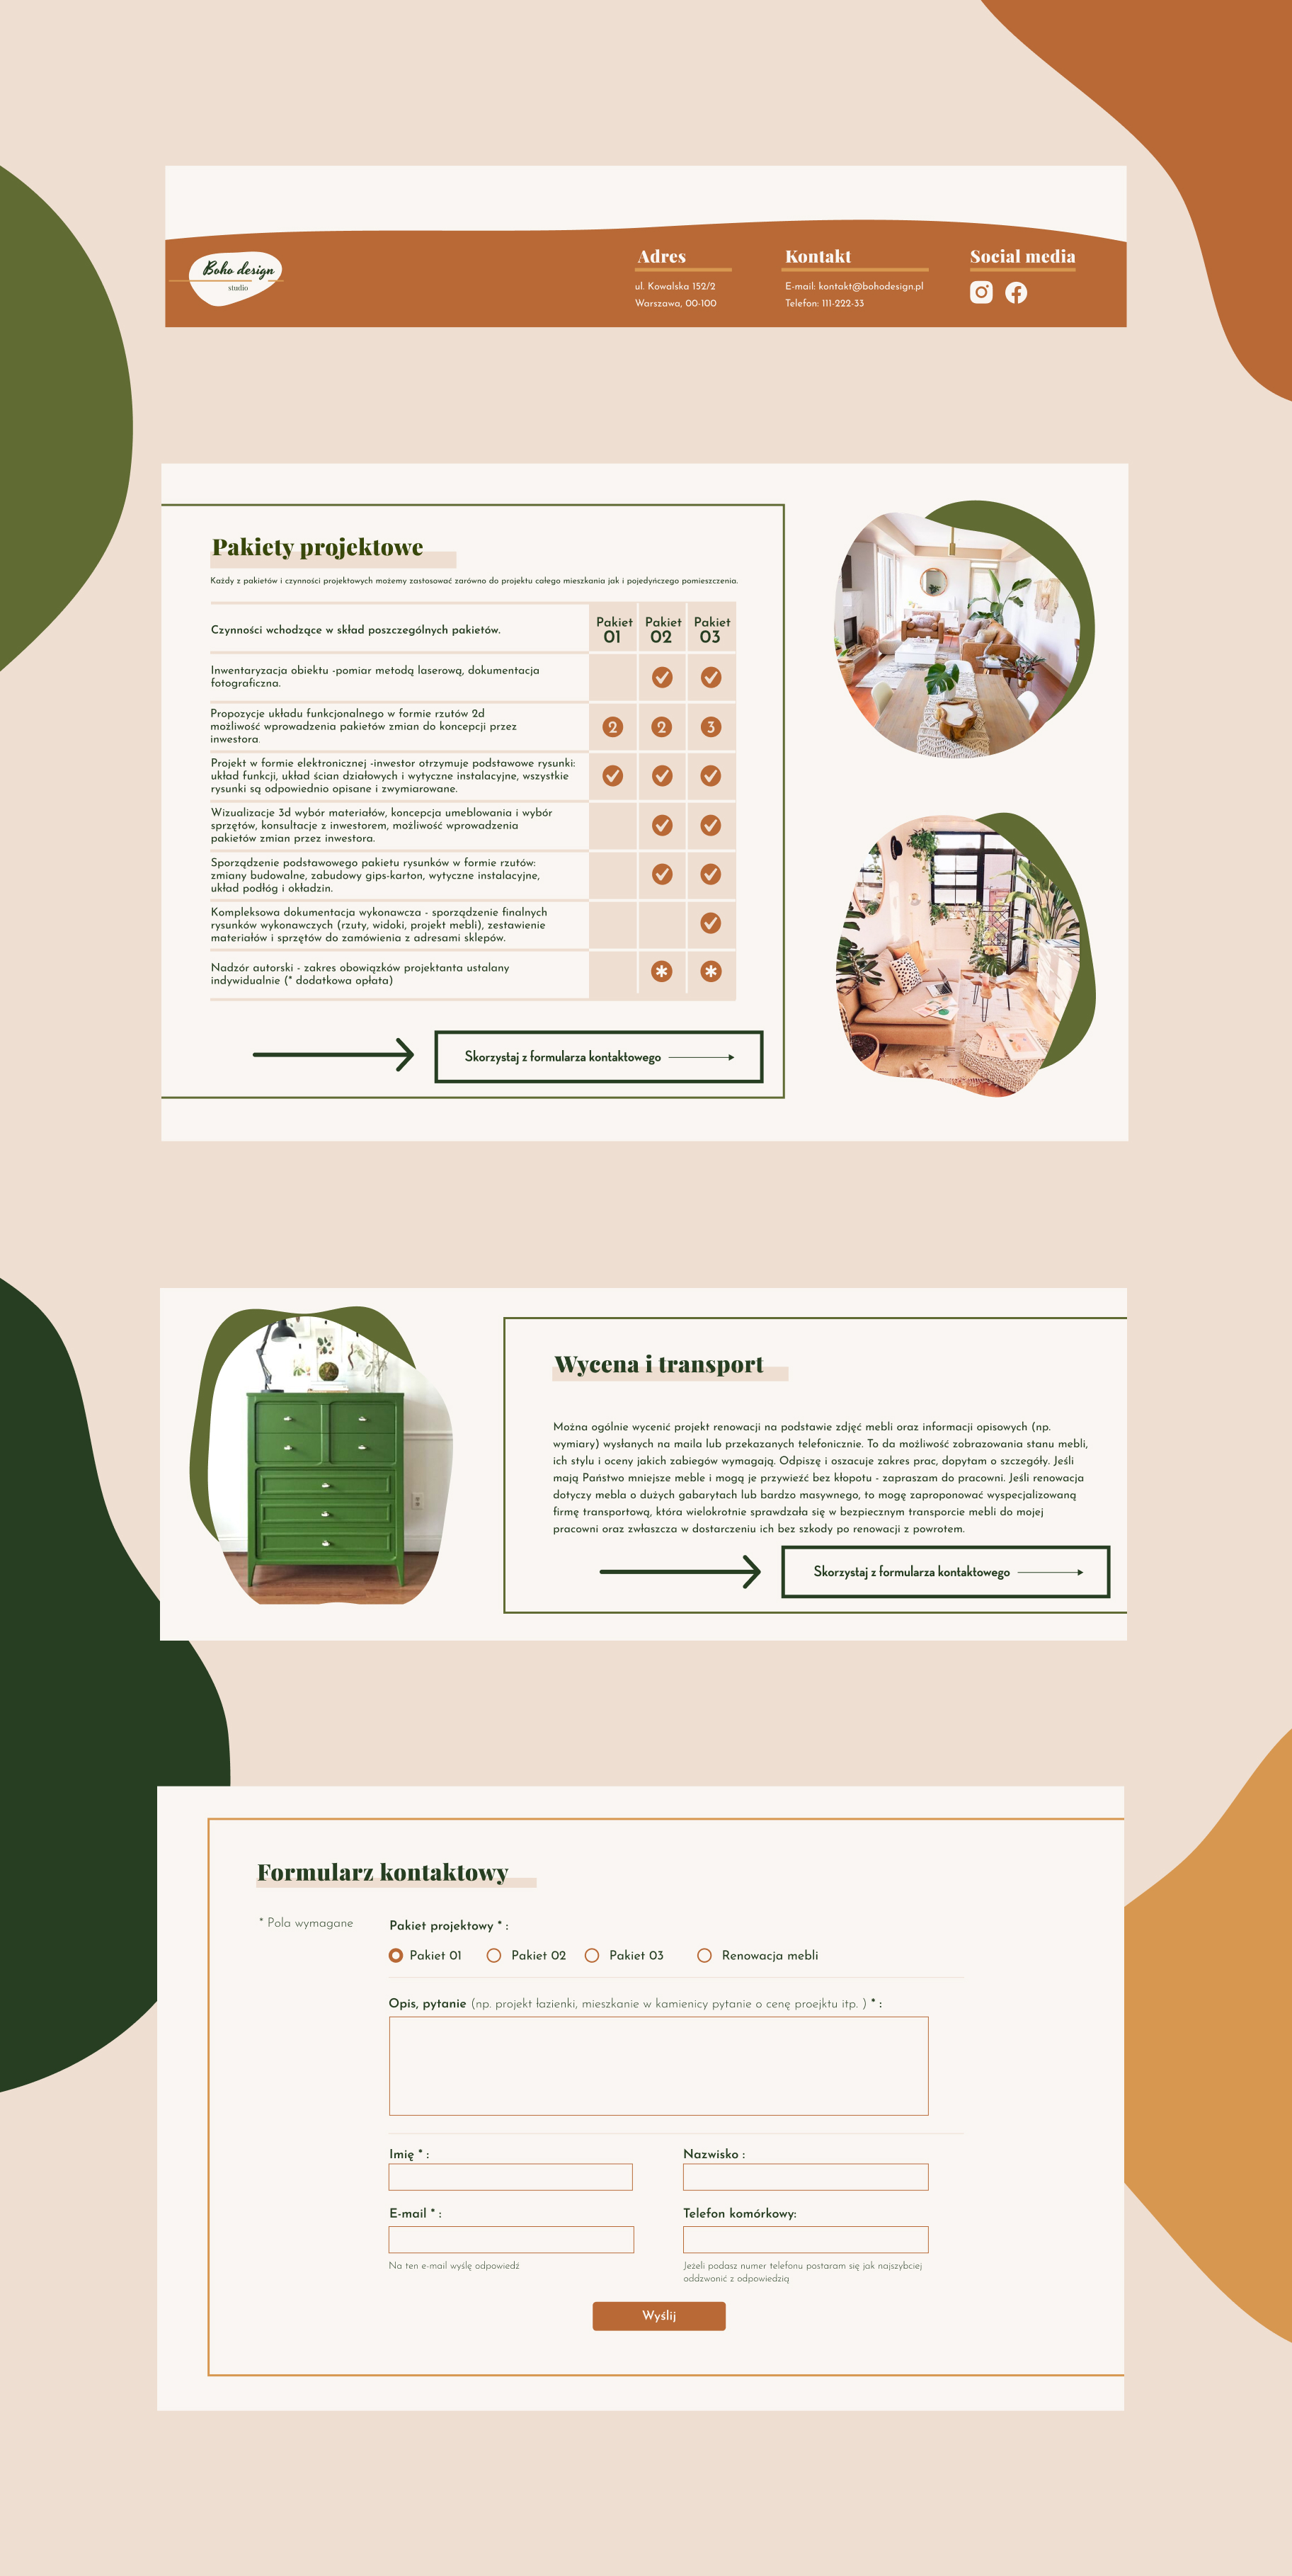 Boho design
studio
Adres
ul. Kowalska 152/2
Warszawa, 00-100
Kontakt
E-mail: kontakt@bohodesign.pl
Telefon: 111-222-33
Social media
Pakiety projektowe
Każdy z pakietów i czynności projektowych możemy zastosować zarówno do projektu całego mieszkania jak i pojedyńczego pomieszczenia.
Czynności wchodzące w skład poszczególnych pakietów.
Pakiet 01
Pakiet 02
Pakiet 03
Inwentaryzacja obiektu -pomiar metodą laserową, dokumentacja
fotograficzna.
Propozycje układu funkcjonalnego w formie rzutów 2d
możliwość wprowadzenia pakietów zmian do koncepcji przez
inwestora.
2 2 3
Projekt w formie elektronicznej -inwestor otrzymuje podstawowe rysunki:
układ funkcji, układ ścian działowych i wytyczne instalacyjne, wszystkie
rysunki są odpowiednio opisane i zwymiarowane.
Wizualizacje 3d wybór materiałów, koncepcja umeblowania i wybór
sprzętów, konsultacje z inwestorem, możliwość wprowadzenia
pakietów zmian przez inwestora.
Sporządzenie podstawowego pakietu rysunków w formie rzutów:
zmiany budowalne, zabudowy gips-karton, wytyczne instalacyjne,
układ podłóg i okładzin.
Kompleksowa dokumentacja wykonawcza - sporządzenie finalnych
rysunków wykonawczych (rzuty, widoki, projekt mebli), zestawienie
materiałów i sprzętów do zamówienia z adresami sklepów.
Nadzór autorski - zakres obowiązków projektanta ustalany
indywidualnie (* dodatkowa opłata)
* *
Skorzystaj z formularza kontaktowego
Wycena i transport
Można ogólnie wycenić projekt renowacji na podstawie zdjęć mebli oraz informacji opisowych (np.
wymiary) wysłanych na maila lub przekazanych telefonicznie. To da możliwość zobrazowania stanu mebli,
ich stylu i oceny jakich zabiegów wymagają. Odpiszę i oszacuje zakres prac, dopytam o szczegóły. Jeśli
mają Państwo mniejsze meble i mogą je przywieźć bez kłopotu - zapraszam do pracowni. Jeśli renowacja
dotyczy mebla o dużych gabarytach lub bardzo masywnego, to mogę zaproponować wyspecjalizowaną
firmę transportową, która wielokrotnie sprawdzała się w bezpiecznym transporcie mebli do mojej
pracowni oraz zwłaszcza w dostarczeniu ich bez szkody po renowacji z powrotem.
Skorzystaj z formularza kontaktowego
Formularz kontaktowy
* Pola wymagane
Pakiet projektowy * :
Pakiet 01 Pakiet 02 Pakiet 03 Renowacja mebli
Opis, pytanie (np. projekt łazienki, mieszkanie w kamienicy pytanie o cenę proejktu itp. ) * :
Imię * :
Nazwisko :
E-mail * :
Telefon komórkowy:
Na ten e-mail wyślę odpowiedź
Jeżeli podasz numer telefonu postaram się jak najszybciej
oddzwonić z odpowiedzią
Wyślij